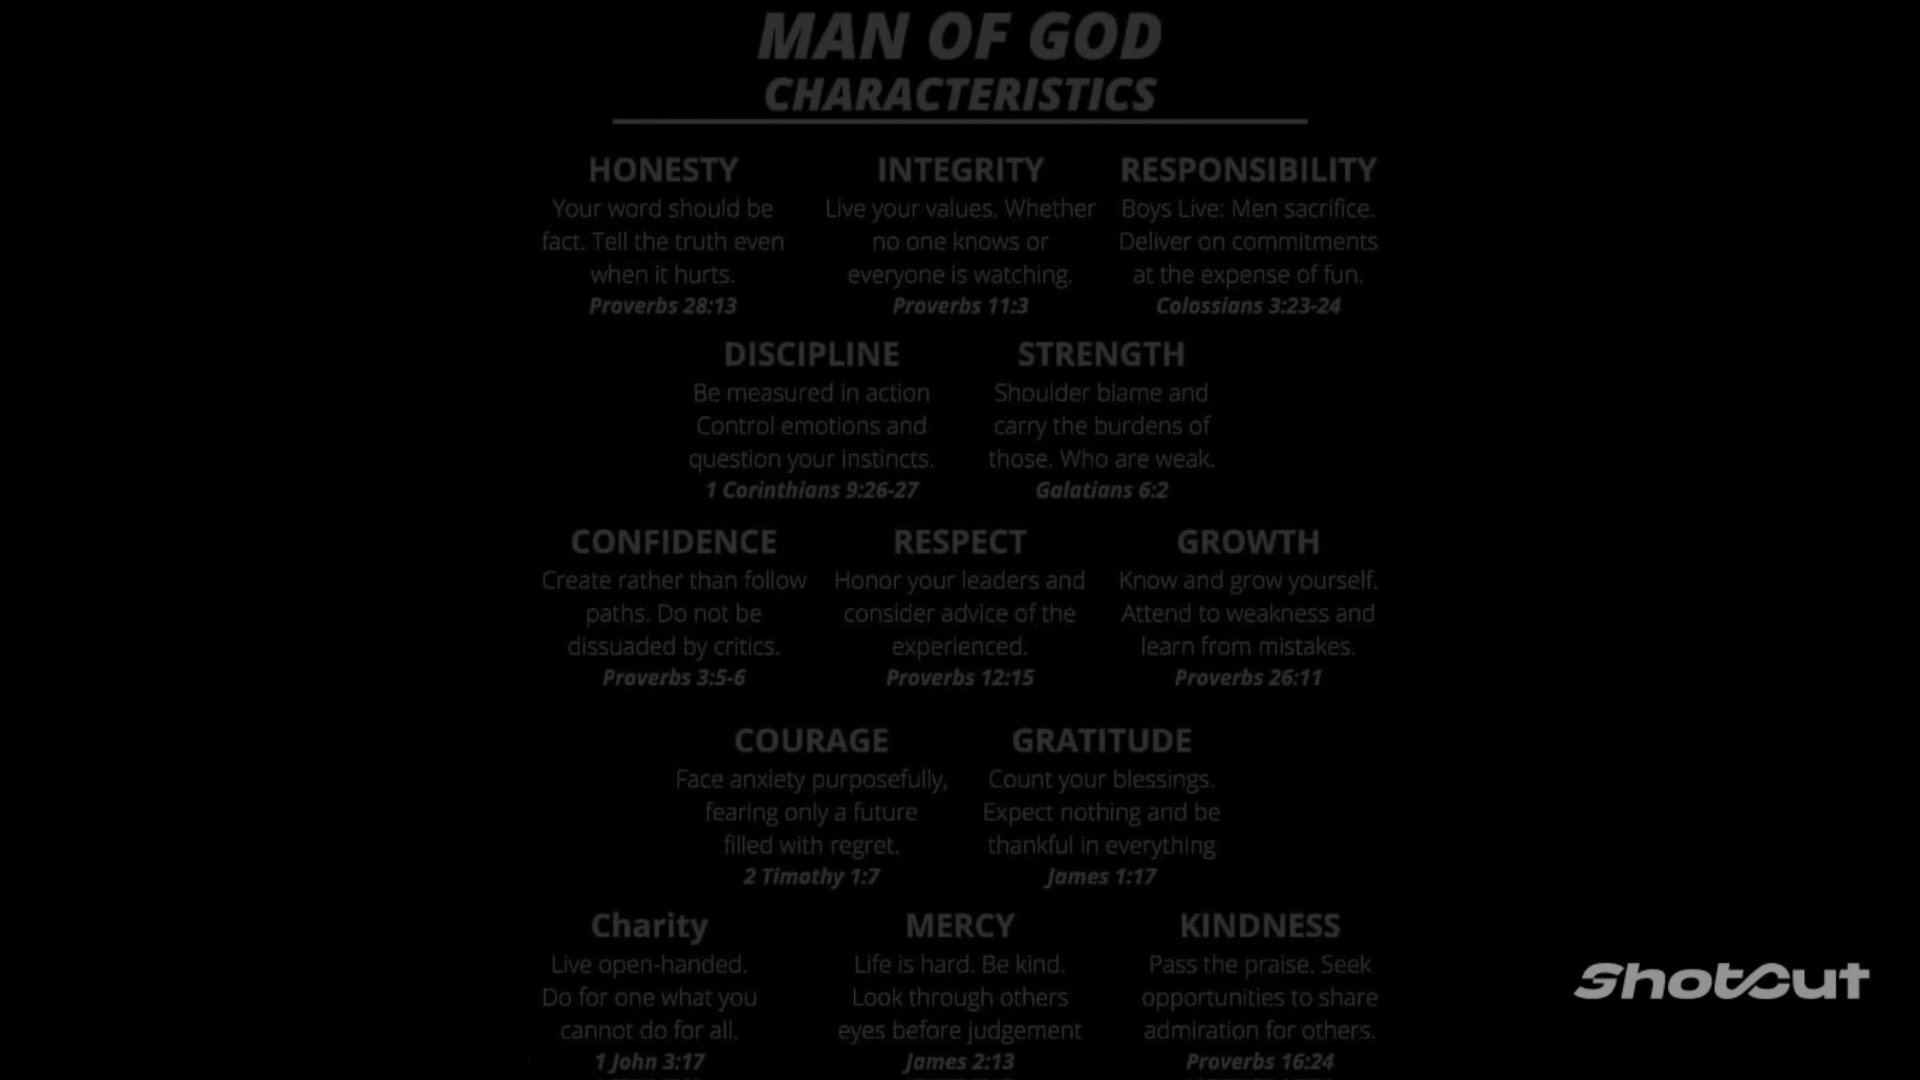 MAN OF GOD
CHARACTERISTICS
HONESTY
Your word should be
fact. Tell the truth even
when it hurts.
Proverbs 28:13
INTEGRITY
Live your values. Whether
no one knows or
everyone is watching.
Proverbs 11:3
RESPONSIBILITY
Boys Live: Men sacrifice.
Deliver on commitments
at the expense of fun.
Colossians 3:23-24
DISCIPLINE
Be measured in action
Control emotions and
question your instincts.
1 Corinthians 9:26-27
STRENGTH
Shoulder blame and
carry the burdens of
those. Who are weak.
Galatians 6:2
CONFIDENCE
Create rather than follow
paths. Do not be
dissuaded by critics.
Proverbs 3:5-6
RESPECT
Honor your leaders and
consider advice of the
experienced.
Proverbs 12:15
GROWTH
Know and grow yourself.
Attend to weakness and
learn from mistakes.
Proverbs 26:11
COURAGE
Face anxiety purposefully,
fearing only a future
filled with regret.
2 Timothy 1:7
GRATITUDE
Count your blessings.
Expect nothing and be
thankful in everything
James 1:17
Charity
Live open-handed.
Do for one what you
cannot do for all.
1 John 3:17
MERCY
Life is hard. Be kind.
Look through others
eyes before judgement
James 2:13
KINDNESS
Pass the praise. Seek
opportunities to share
admiration for others.
Proverbs 16:24
ShotCut